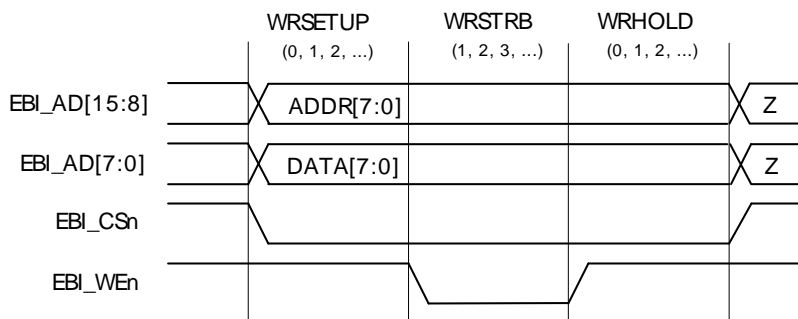 WRSETUP WRSTRB WRHOLD
(0, 1, 2, ...) (1, 2, 3, ...) (0, 1, 2, ...)
EBI_AD[15:8] ADDR[7:0] Z
EBI_AD[7:0] DATA[7:0] Z
EBI_CSn
EBI_WEn